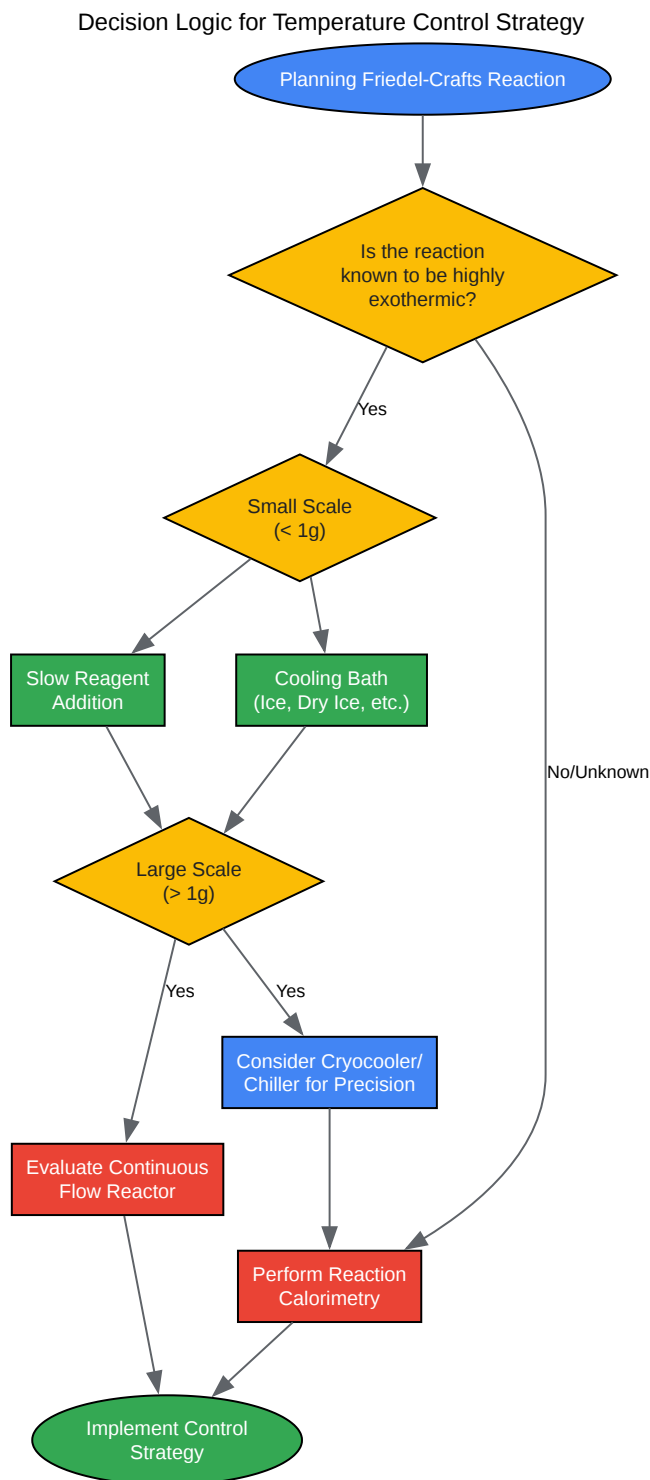 Decision Logic for Temperature Control Strategy
Planning Friedel-Crafts Reaction
Is the reaction
known to be highly
exothermic?
Yes
Small Scale
(< 1g)
Slow Reagent
Addition
Cooling Bath
(Ice, Dry Ice, etc.)
No/Unknown
Large Scale
(> 1g)
Yes
Yes
Consider Cryocooler/
Chiller for Precision
Evaluate Continuous
Flow Reactor
Perform Reaction
Calorimetry
Implement Control
Strategy